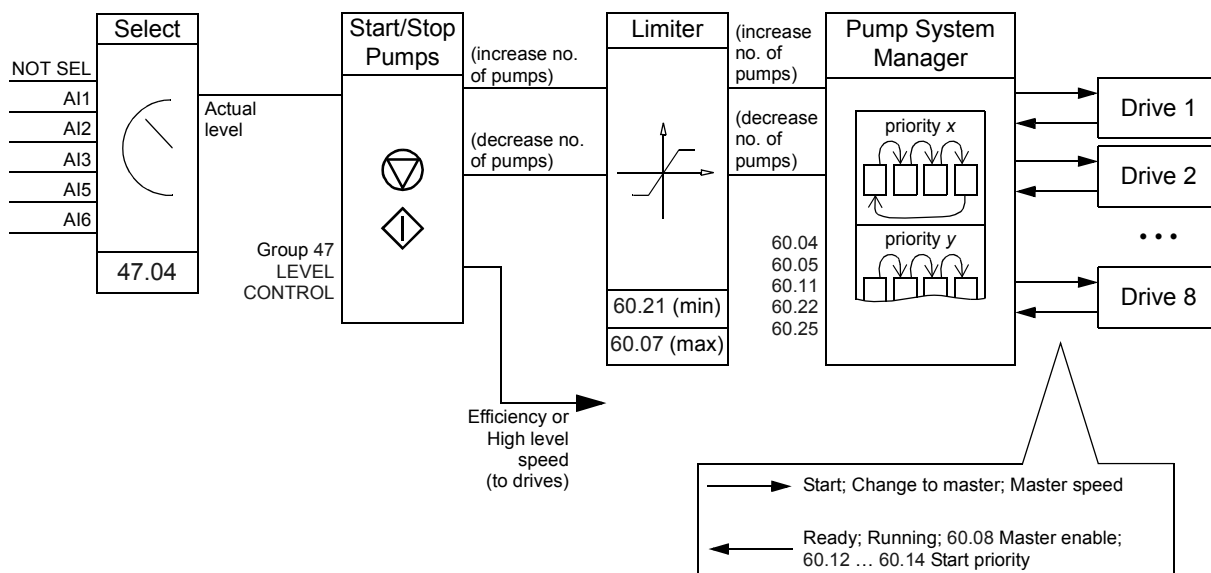 Select
NOT SEL
AI1
AI2
AI3
AI5
AI6
47.04
Actual
level
Start/Stop
Pumps
Group 47
LEVEL
CONTROL
(increase no.
of pumps)
(decrease no.
of pumps)
Efficiency or
High level
speed
(to drives)
Limiter
60.21 (min)
60.07 (max)
(increase
no. of
pumps)
(decrease
no. of
pumps)
60.04
60.05
60.11
60.22
60.25
Pump System
Manager
priority x
priority y
Drive 1
Drive 2
• • •
Drive 8
Start; Change to master; Master speed
Ready; Running; 60.08 Master enable;
60.12 … 60.14 Start priority